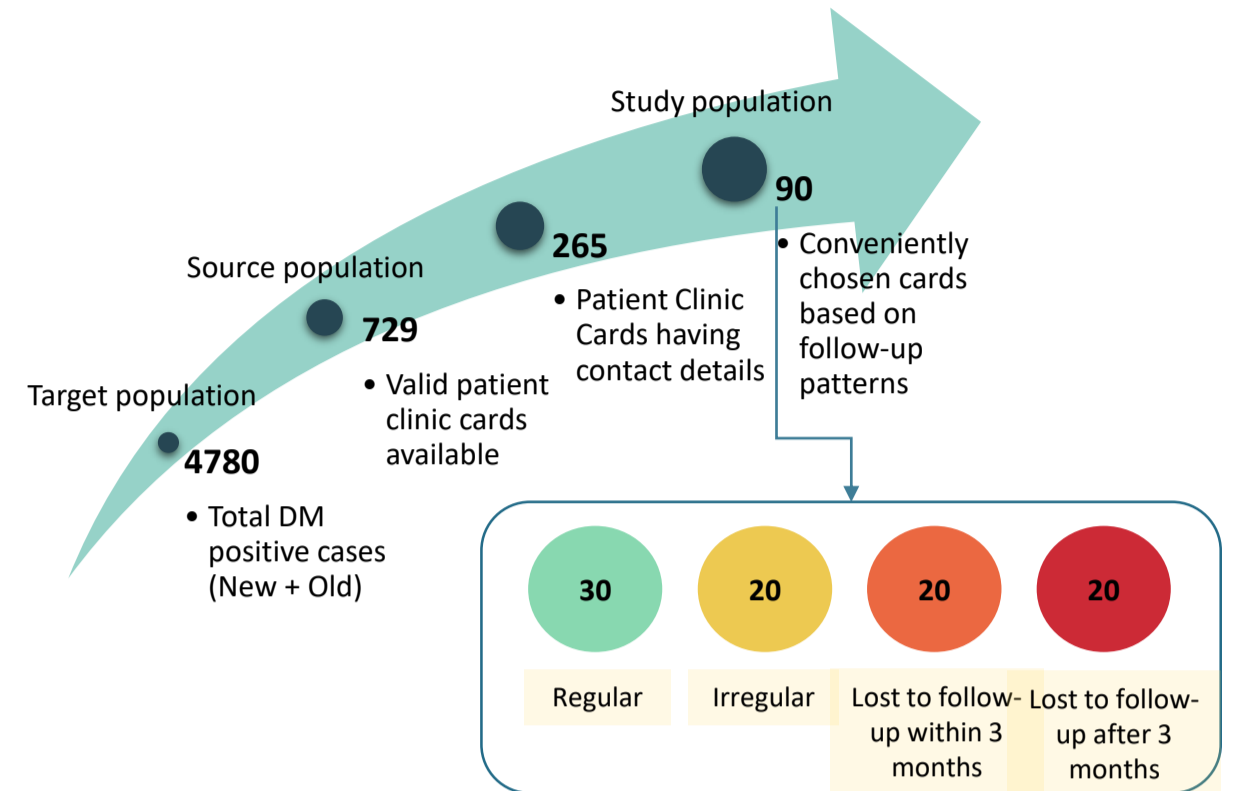 Target population
4780
• Total DM
positive cases
(New + Old)
Source population
729
• Valid patient
clinic cards
available
265
• Patient Clinic
Cards having
contact details
Study population
90
• Conveniently
chosen cards
based on
follow-up
patterns
30
Regular
20
Irregular
20
Lost to follow-
up within 3
months
20
Lost to follow-
up after 3
months